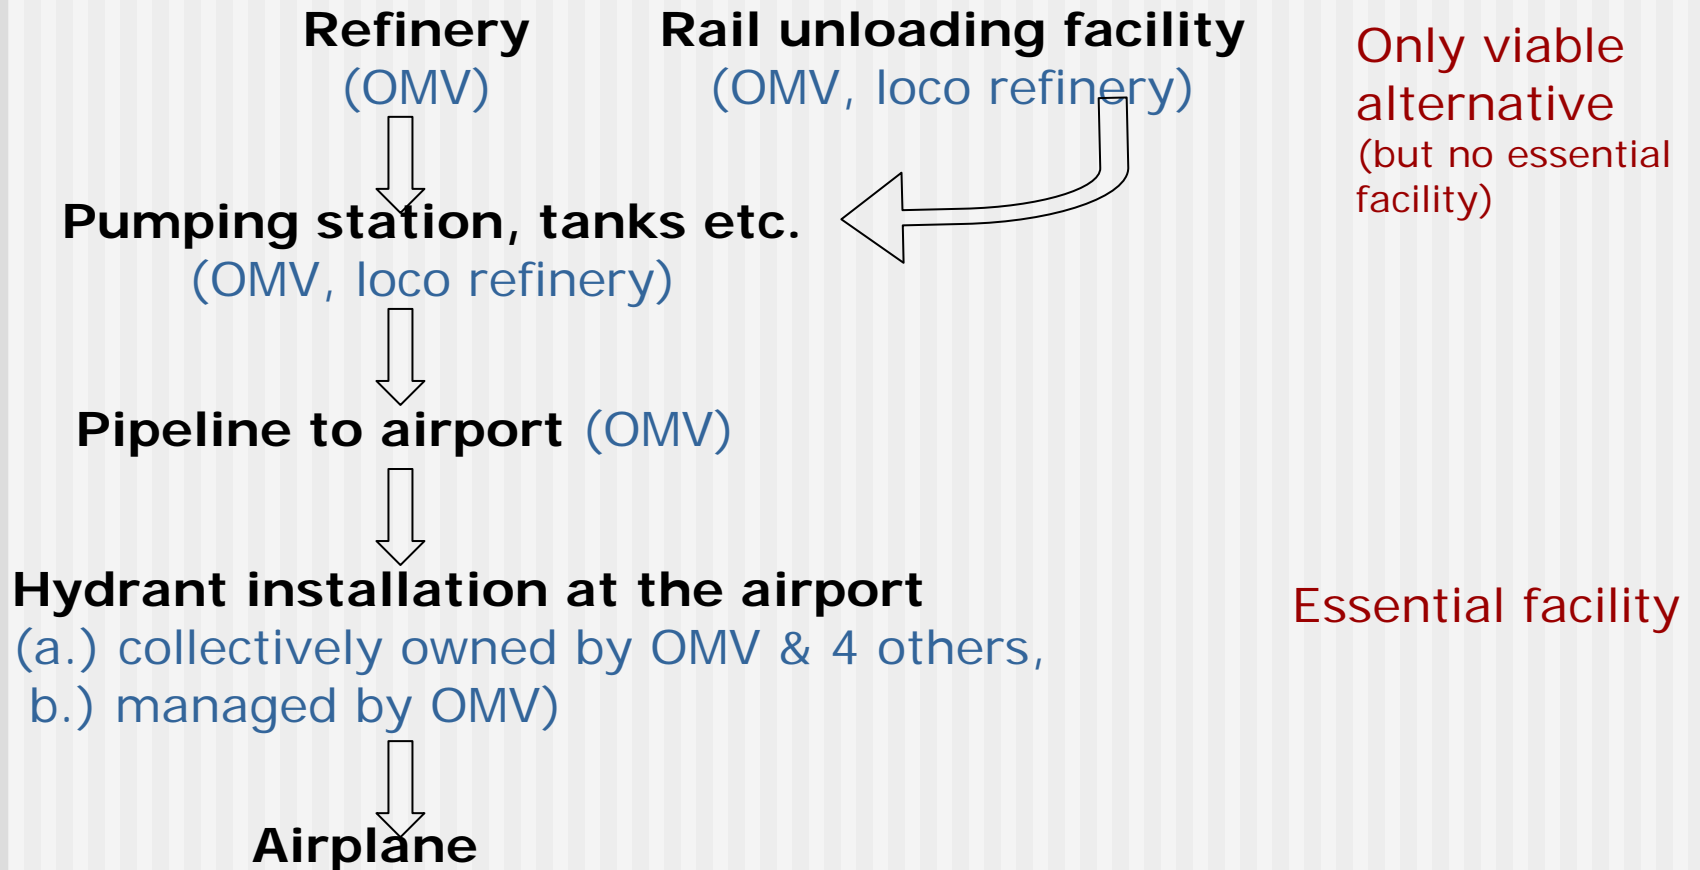 Refinery
(OMV)
Rail unloading facility
(OMV, loco refinery)
Only viable
alternative
(but no essential
facility)
Pumping station, tanks etc.
(OMV, loco refinery)
Pipeline to airport (OMV)
Hydrant installation at the airport
(a.) collectively owned by OMV & 4 others,
b.) managed by OMV)
Essential facility
Airplane